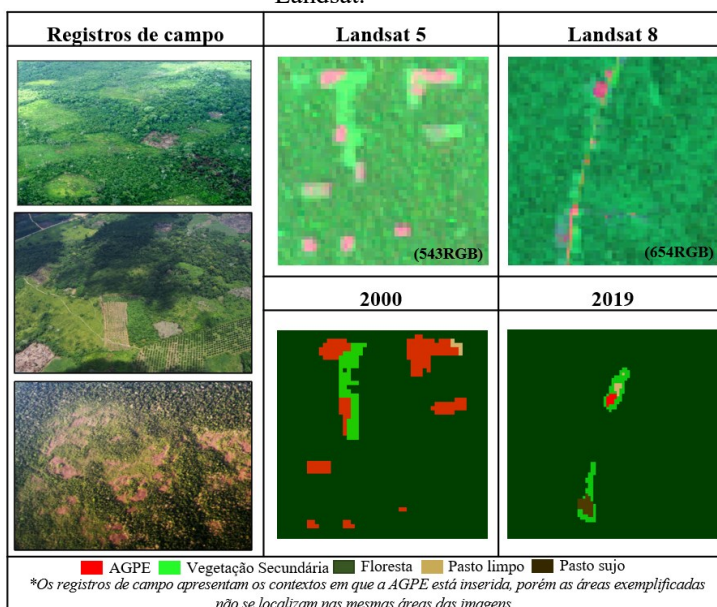 Landsat.
Registros de campo
Landsat 5
Landsat 8
(543RGB)
(654RGB)
2000
2019
AGPE
Vegetação Secundária
Floresta
Pasto limpo
Pasto sujo
*Os registros de campo apresentam os contextos em que a AGPE está inserida, porém as áreas exemplificadas
não se localizam nas mesmas áreas das imagens